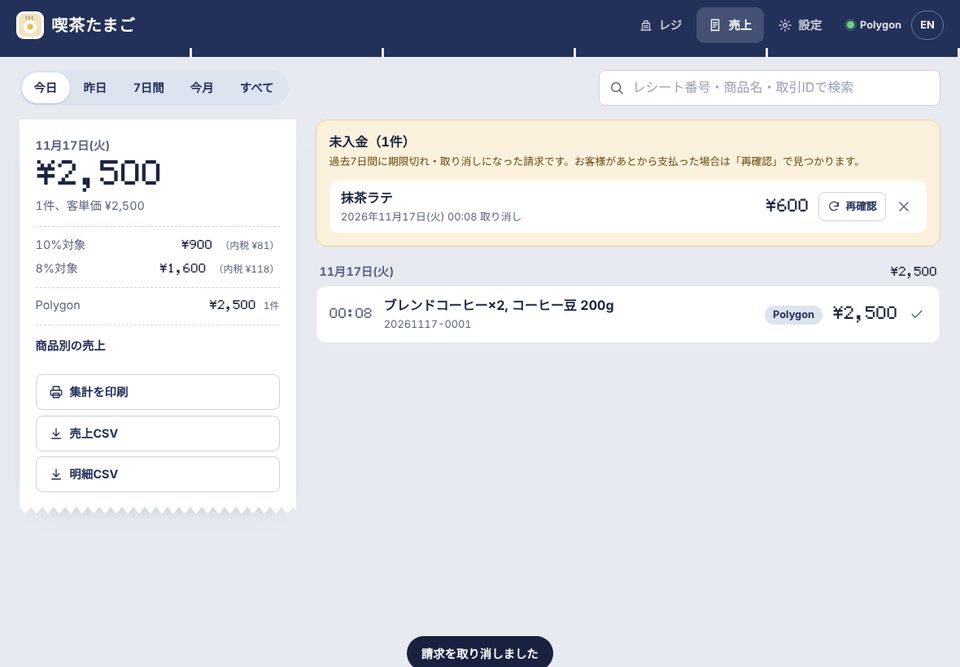 喫茶たまご
レジ
売上
設定
Polygon
EN
今日
昨日
7日間
今月
すべて
レシート番号・商品名・取引IDで検索
11月17日(火)
¥2,500
1件、客単価 ¥2,500
10%対象 ¥900 (内税 ¥81)
8%対象 ¥1,600 (内税 ¥118)
Polygon ¥2,500 1件
商品別の売上
集計を印刷
売上CSV
明細CSV
未入金（1件）
過去7日間に期限切れ・取り消しになった請求です。お客様があとから支払った場合は「再確認」で見つかります。
抹茶ラテ
2026年11月17日(火) 00:08 取り消し
¥600
再確認
11月17日(火) ¥2,500
00:08
ブレンドコーヒー×2, コーヒー豆 200g
20261117-0001
Polygon
¥2,500
請求を取り消しました